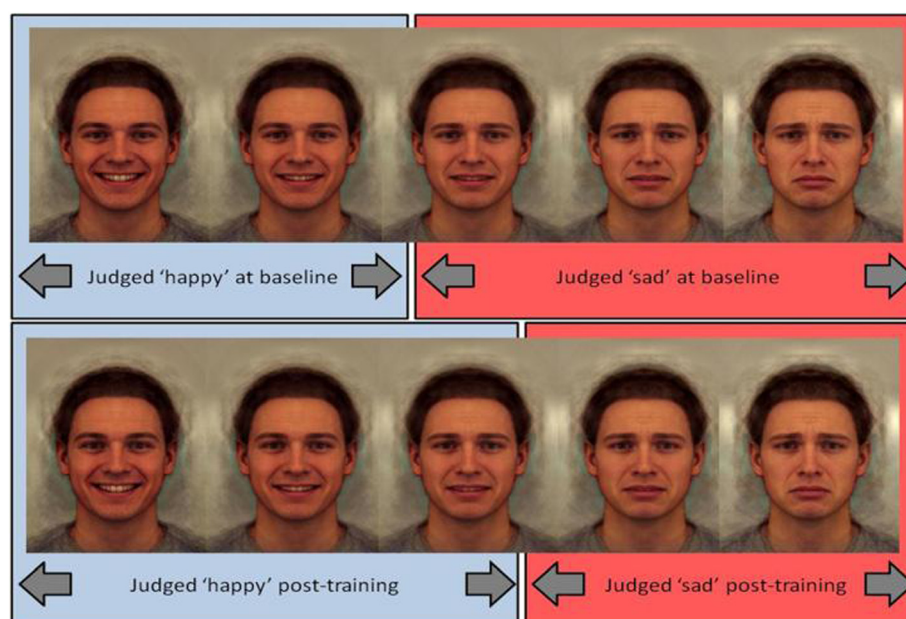 Judged ‘happy’ at baseline
Judged ‘sad’ at baseline
Judged ‘happy’ post-training
Judged ‘sad’ post-training